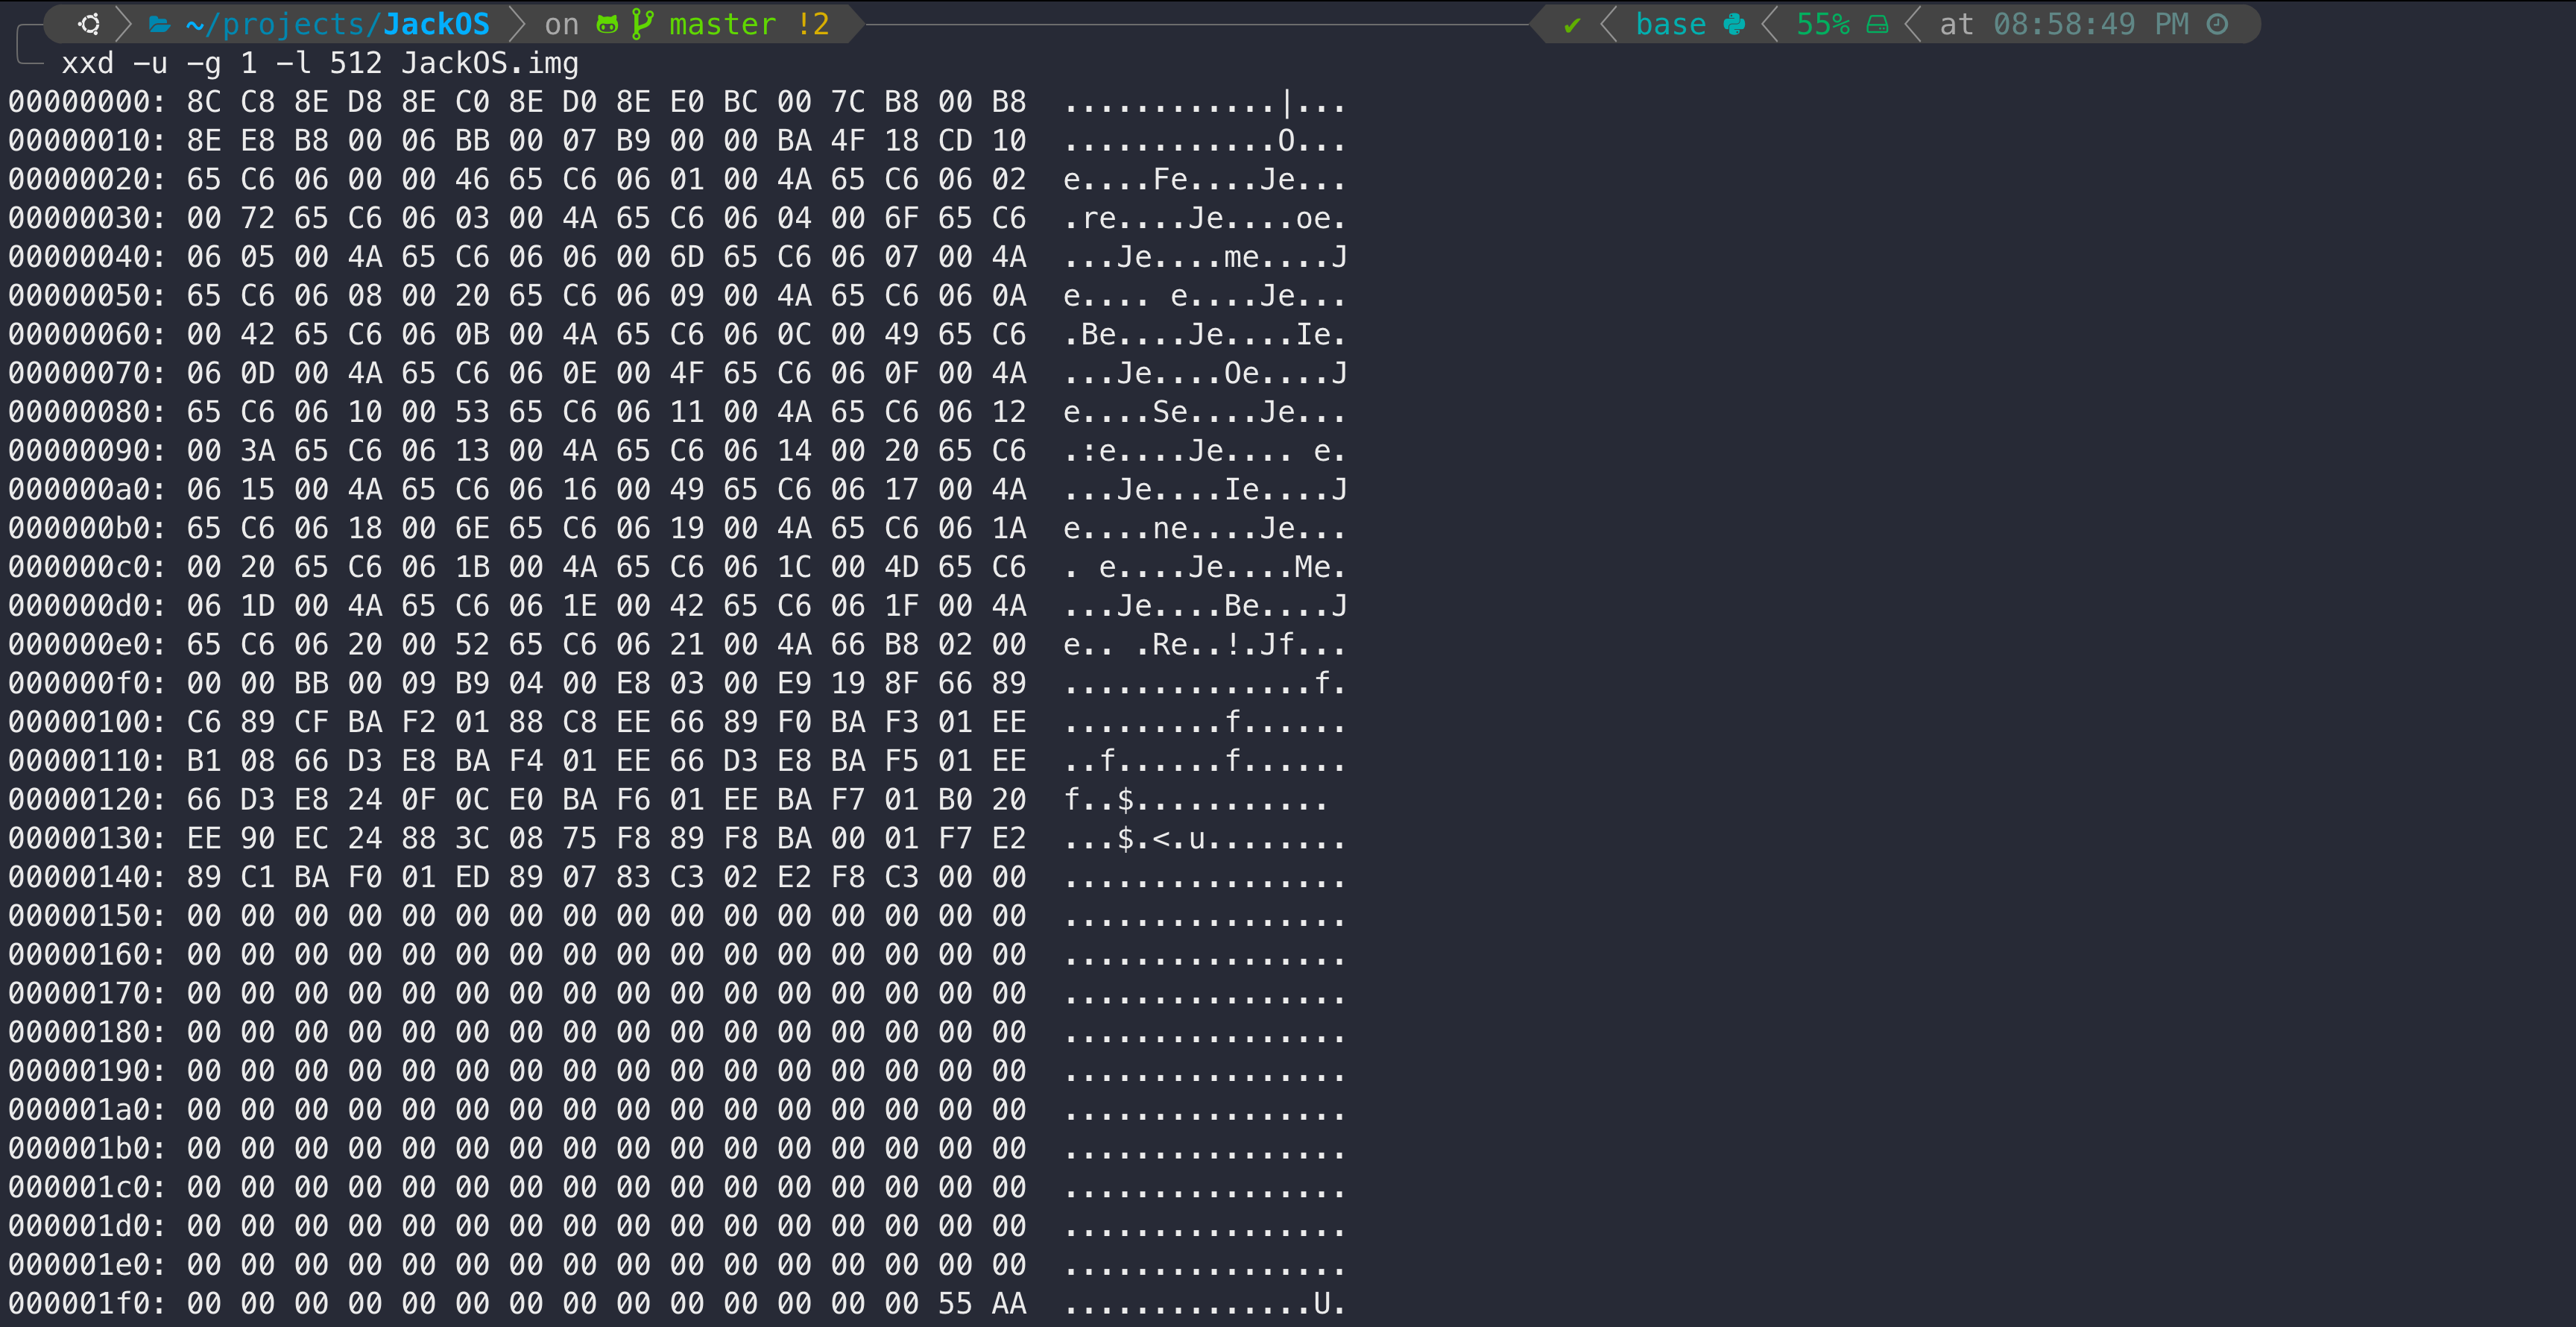 ~/projects/JackOS on master !2 ✔ base 55% at 08:58:49 PM
xxd -u -g 1 -l 512 JackOS.img
00000000: 8C C8 8E D8 8E C0 8E D0 8E E0 BC 00 7C B8 00 B8  ............|...
00000010: 8E E8 B8 00 06 BB 00 07 B9 00 00 BA 4F 18 CD 10  ............O...
00000020: 65 C6 06 00 00 46 65 C6 06 01 00 4A 65 C6 06 02  e....Fe....Je...
00000030: 00 72 65 C6 06 03 00 4A 65 C6 06 04 00 6F 65 C6  .re....Je....oe.
00000040: 06 05 00 4A 65 C6 06 06 00 6D 65 C6 06 07 00 4A  ...Je....me....J
00000050: 65 C6 06 08 00 20 65 C6 06 09 00 4A 65 C6 06 0A  e.... e....Je...
00000060: 00 42 65 C6 06 0B 00 4A 65 C6 06 0C 00 49 65 C6  .Be....Je....Ie.
00000070: 06 0D 00 4A 65 C6 06 0E 00 4F 65 C6 06 0F 00 4A  ...Je....Oe....J
00000080: 65 C6 06 10 00 53 65 C6 06 11 00 4A 65 C6 06 12  e....Se....Je...
00000090: 00 3A 65 C6 06 13 00 4A 65 C6 06 14 00 20 65 C6  .:e....Je.... e.
000000a0: 06 15 00 4A 65 C6 06 16 00 49 65 C6 06 17 00 4A  ...Je....Ie....J
000000b0: 65 C6 06 18 00 6E 65 C6 06 19 00 4A 65 C6 06 1A  e....ne....Je...
000000c0: 00 20 65 C6 06 1B 00 4A 65 C6 06 1C 00 4D 65 C6  . e....Je....Me.
000000d0: 06 1D 00 4A 65 C6 06 1E 00 42 65 C6 06 1F 00 4A  ...Je....Be....J
000000e0: 65 C6 06 20 00 52 65 C6 06 21 00 4A 66 B8 02 00  e.. .Re..!.Jf...
000000f0: 00 00 BB 00 09 B9 04 00 E8 03 00 E9 19 8F 66 89  ..............f.
00000100: C6 89 CF BA F2 01 88 C8 EE 66 89 F0 BA F3 01 EE  .........f......
00000110: B1 08 66 D3 E8 BA F4 01 EE 66 D3 E8 BA F5 01 EE  ..f......f......
00000120: 66 D3 E8 24 0F 0C E0 BA F6 01 EE BA F7 01 B0 20  f..$........... 
00000130: EE 90 EC 24 88 3C 08 75 F8 89 F8 BA 00 01 F7 E2  ...$.<.u........
00000140: 89 C1 BA F0 01 ED 89 07 83 C3 02 E2 F8 C3 00 00  ................
00000150: 00 00 00 00 00 00 00 00 00 00 00 00 00 00 00 00  ................
00000160: 00 00 00 00 00 00 00 00 00 00 00 00 00 00 00 00  ................
00000170: 00 00 00 00 00 00 00 00 00 00 00 00 00 00 00 00  ................
00000180: 00 00 00 00 00 00 00 00 00 00 00 00 00 00 00 00  ................
00000190: 00 00 00 00 00 00 00 00 00 00 00 00 00 00 00 00  ................
000001a0: 00 00 00 00 00 00 00 00 00 00 00 00 00 00 00 00  ................
000001b0: 00 00 00 00 00 00 00 00 00 00 00 00 00 00 00 00  ................
000001c0: 00 00 00 00 00 00 00 00 00 00 00 00 00 00 00 00  ................
000001d0: 00 00 00 00 00 00 00 00 00 00 00 00 00 00 00 00  ................
000001e0: 00 00 00 00 00 00 00 00 00 00 00 00 00 00 00 00  ................
000001f0: 00 00 00 00 00 00 00 00 00 00 00 00 00 00 55 AA  ..............U.